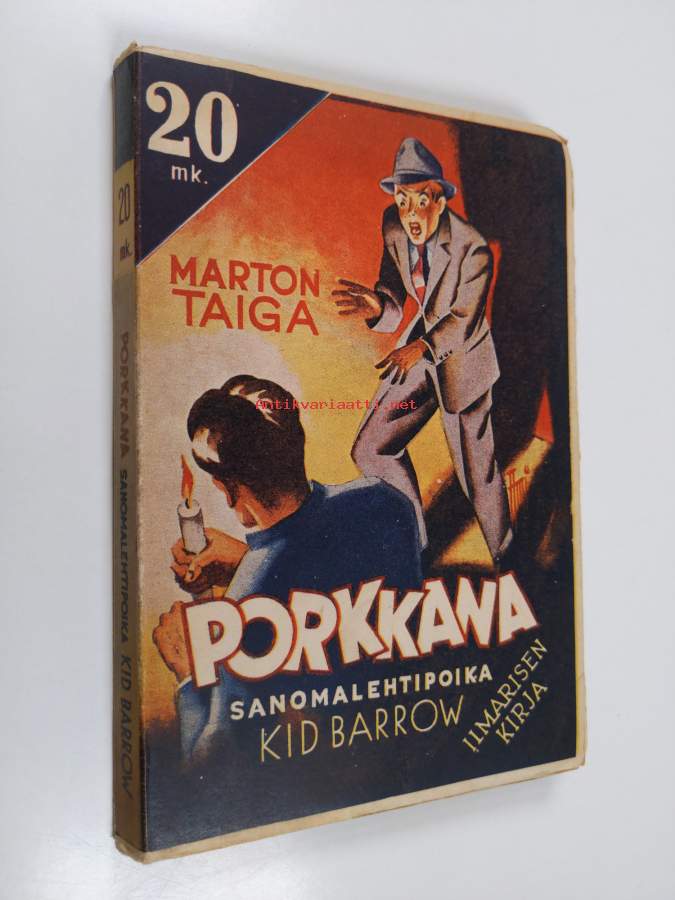 20
mk.
MARTON
TAIGA
PORKKANA
SANOMALEHTIPOIKA
KID BARROW
IIMARISEN
KIRJA
20
mk.
PORKKANA SANOMALEHTIPOIKA KID BARROW
Antikvariaatti.net